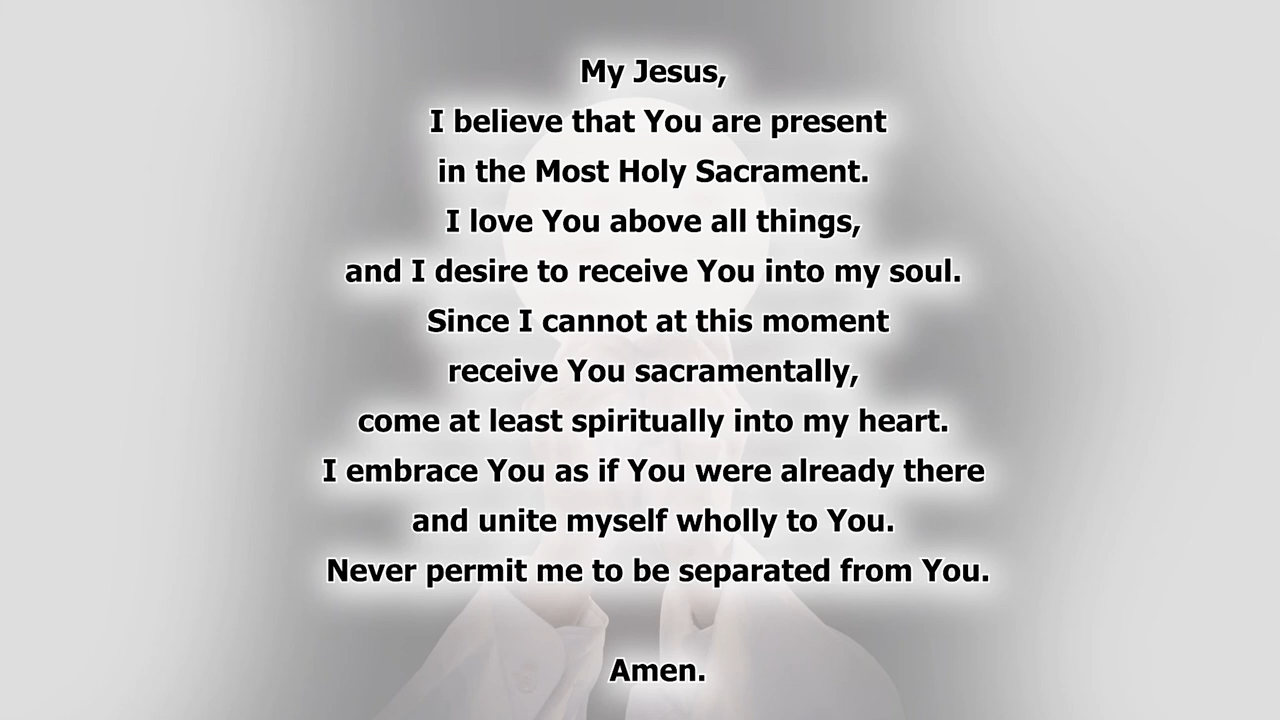 My Jesus,
I believe that You are present
in the Most Holy Sacrament.
I love You above all things,
and I desire to receive You into my soul.
Since I cannot at this moment
receive You sacramentally,
come at least spiritually into my heart.
I embrace You as if You were already there
and unite myself wholly to You.
Never permit me to be separated from You.
Amen.